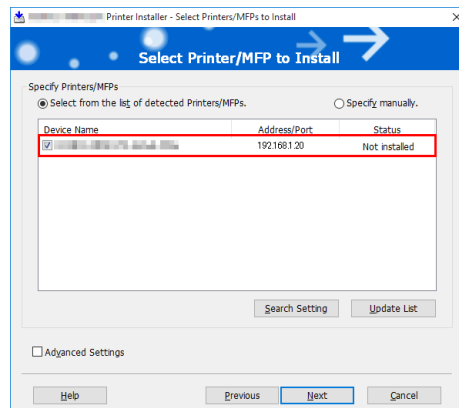 Printer Installer - Select Printers/MFPs to Install
Select Printer/MFP to Install
Specify Printers/MFPs
Select from the list of detected Printers/MFPs. Specify manually.
Device Name Address/Port Status
192.168.1.20 Not installed
Search Setting Update List
Advanced Settings
Help Previous Next Cancel